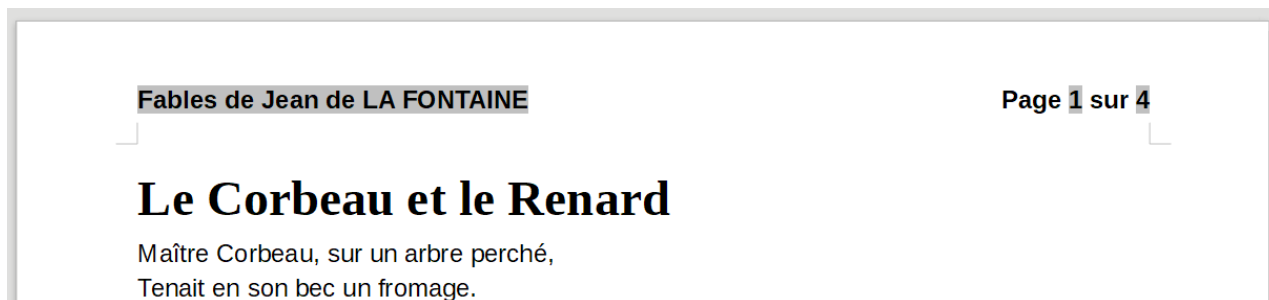 Fables de Jean de LA FONTAINE Page 1 sur 4
Le Corbeau et le Renard
Maître Corbeau, sur un arbre perché,
Tenait en son bec un fromage.